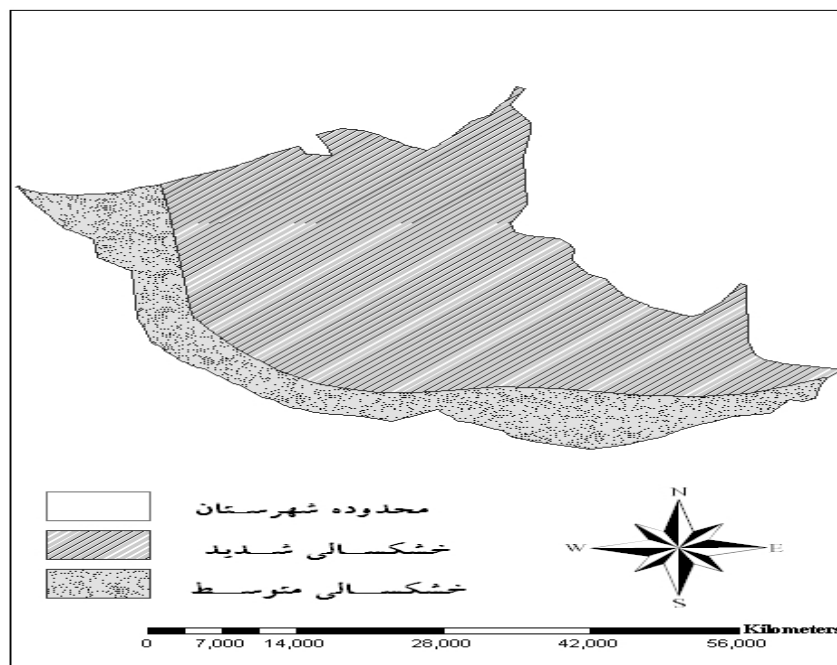 محدوده شهرستان
خشکسالی شدید
خشکسالی متوسط
N
W E
S
Kilometers
0 7,000 14,000 28,000 42,000 56,000